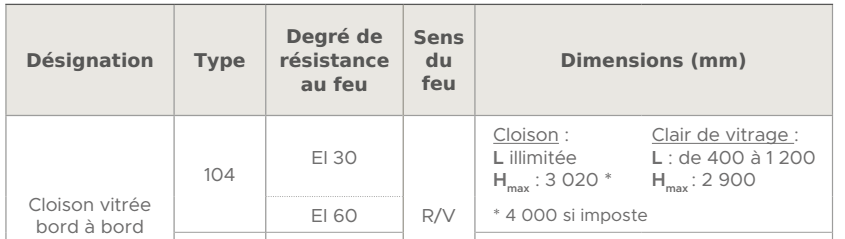 Désignation
Type
Degré de
résistance
au feu
Sens
du
feu
Dimensions (mm)
Cloison vitrée
bord à bord
104
EI 30
EI 60
R/V
Cloison :
L illimitée
Hmax : 3 020 *
Clair de vitrage :
L : de 400 à 1 200
Hmax : 2 900
* 4 000 si imposte